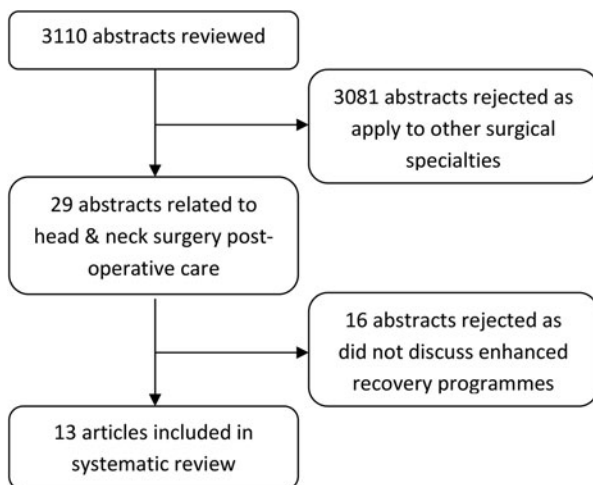 3110 abstracts reviewed
3081 abstracts rejected as
apply to other surgical
specialties
29 abstracts related to
head & neck surgery post-
operative care
16 abstracts rejected as
did not discuss enhanced
recovery programmes
13 articles included in
systematic review